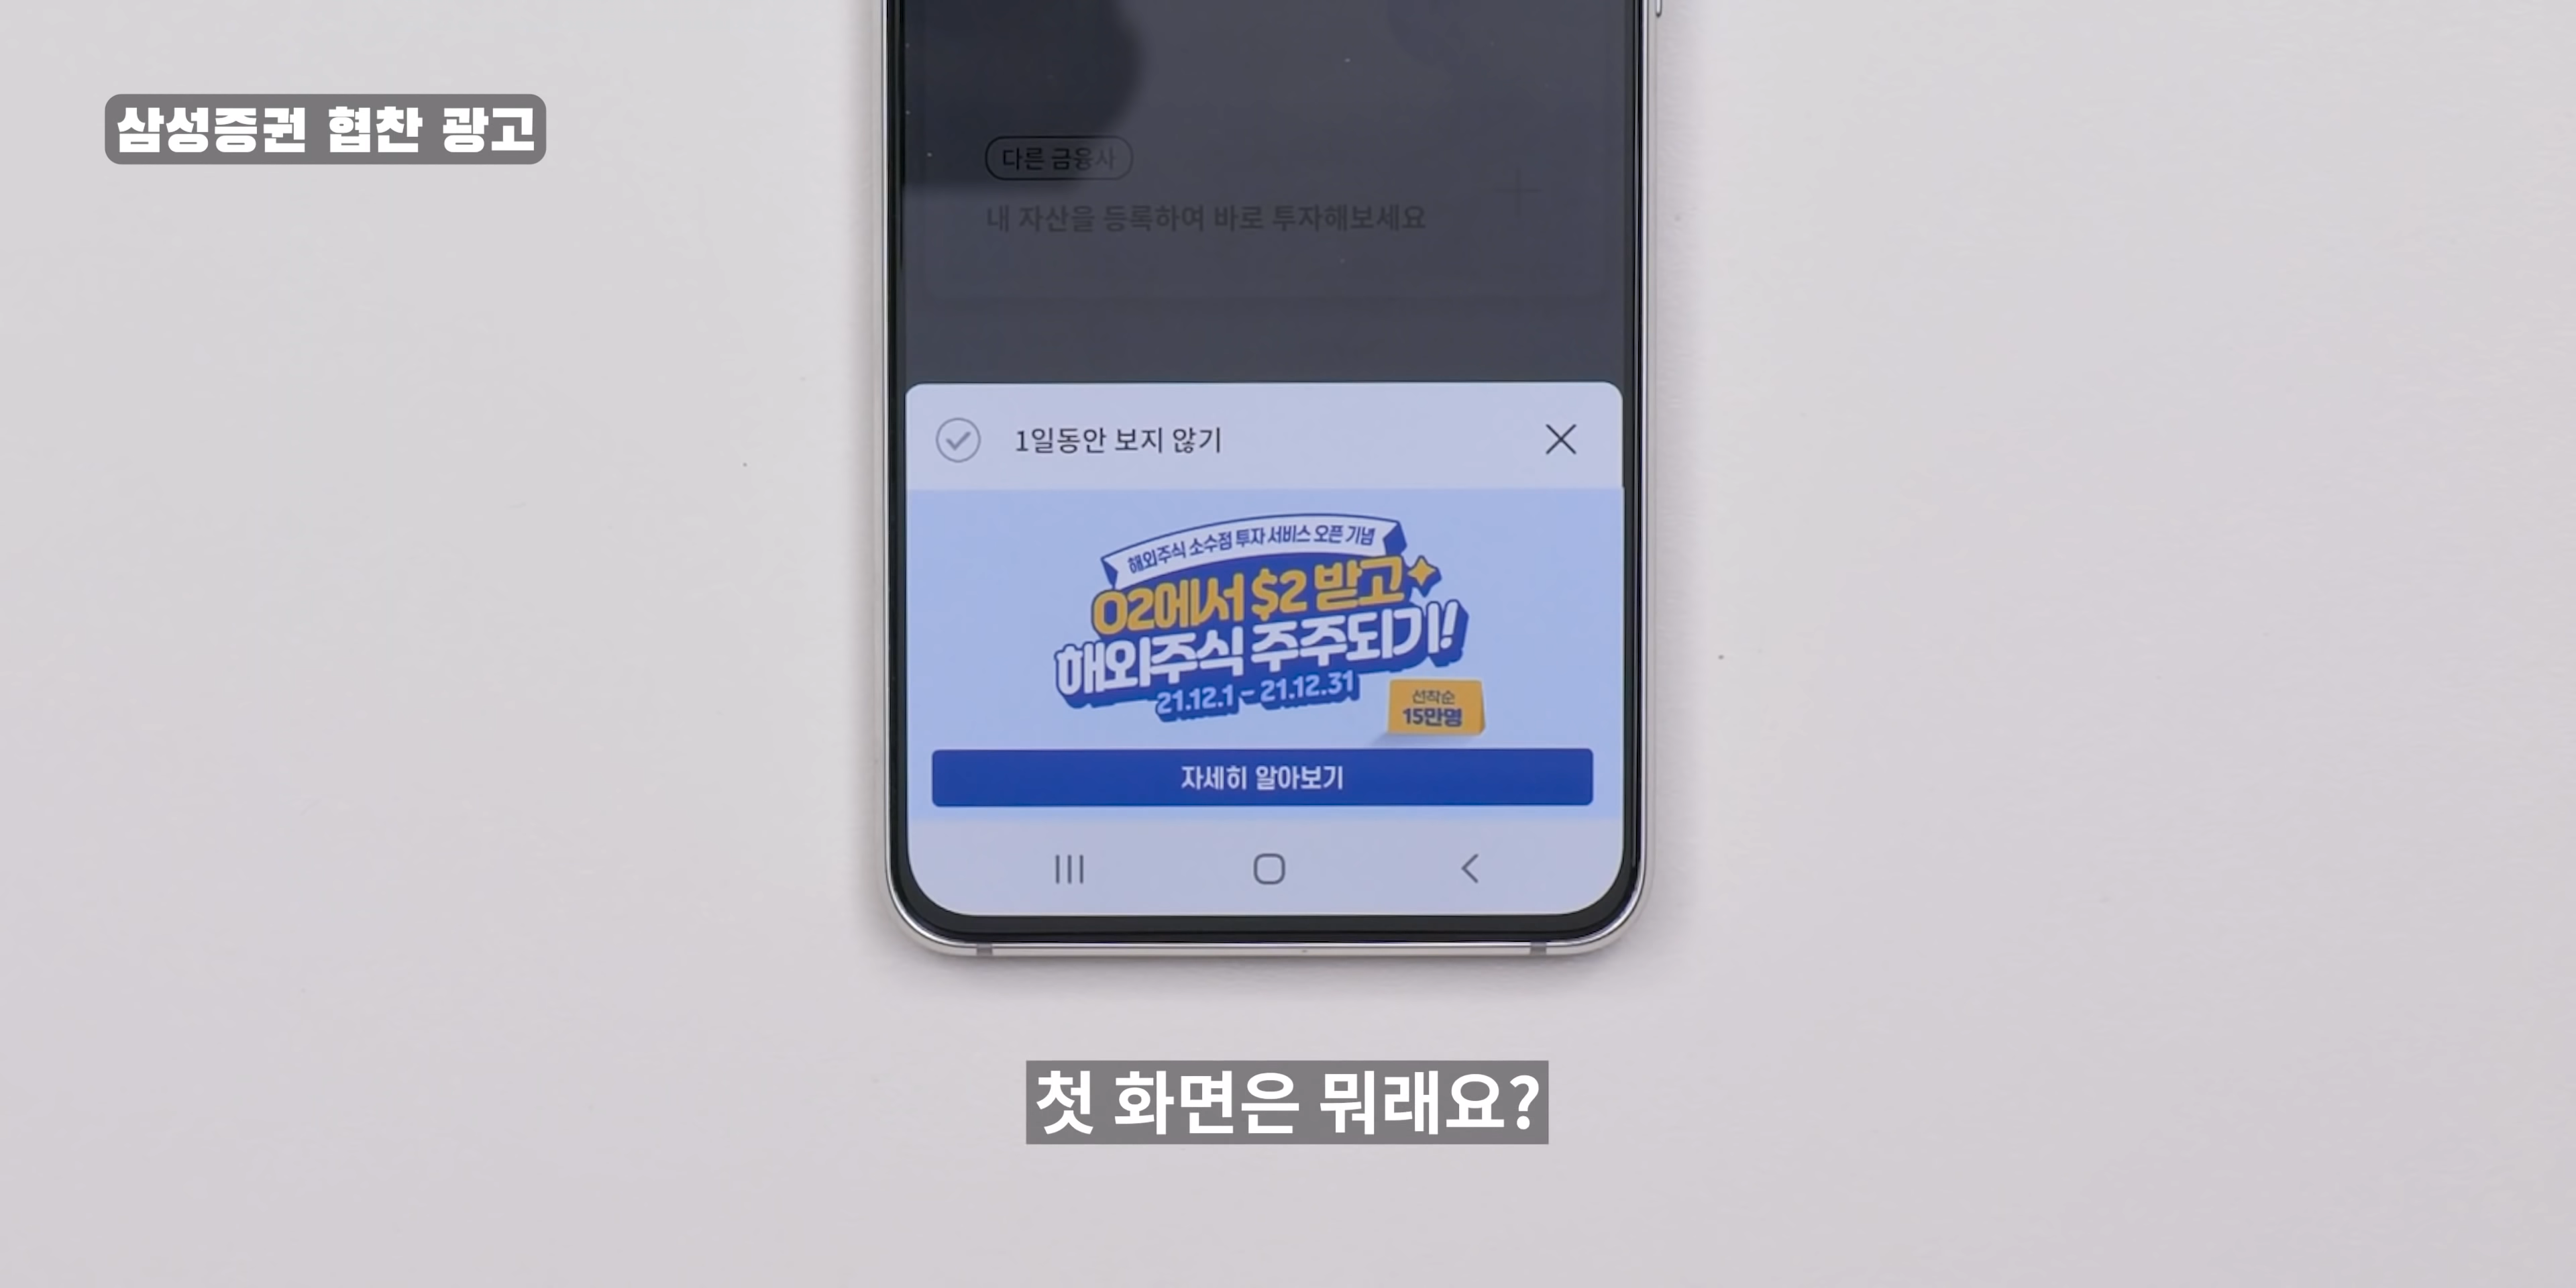 삼성증권 협찬 광고
다른 금융사
내 자산을 등록하여 바로 투자해보세요
1일동안 보지 않기
해외주식 소수점 투자 서비스 오픈 기념
O2에서 $2 받고
해외주식 주주되기!
21.12.1 - 21.12.31
선착순
15만명
자세히 알아보기
첫 화면은 뭐래요?